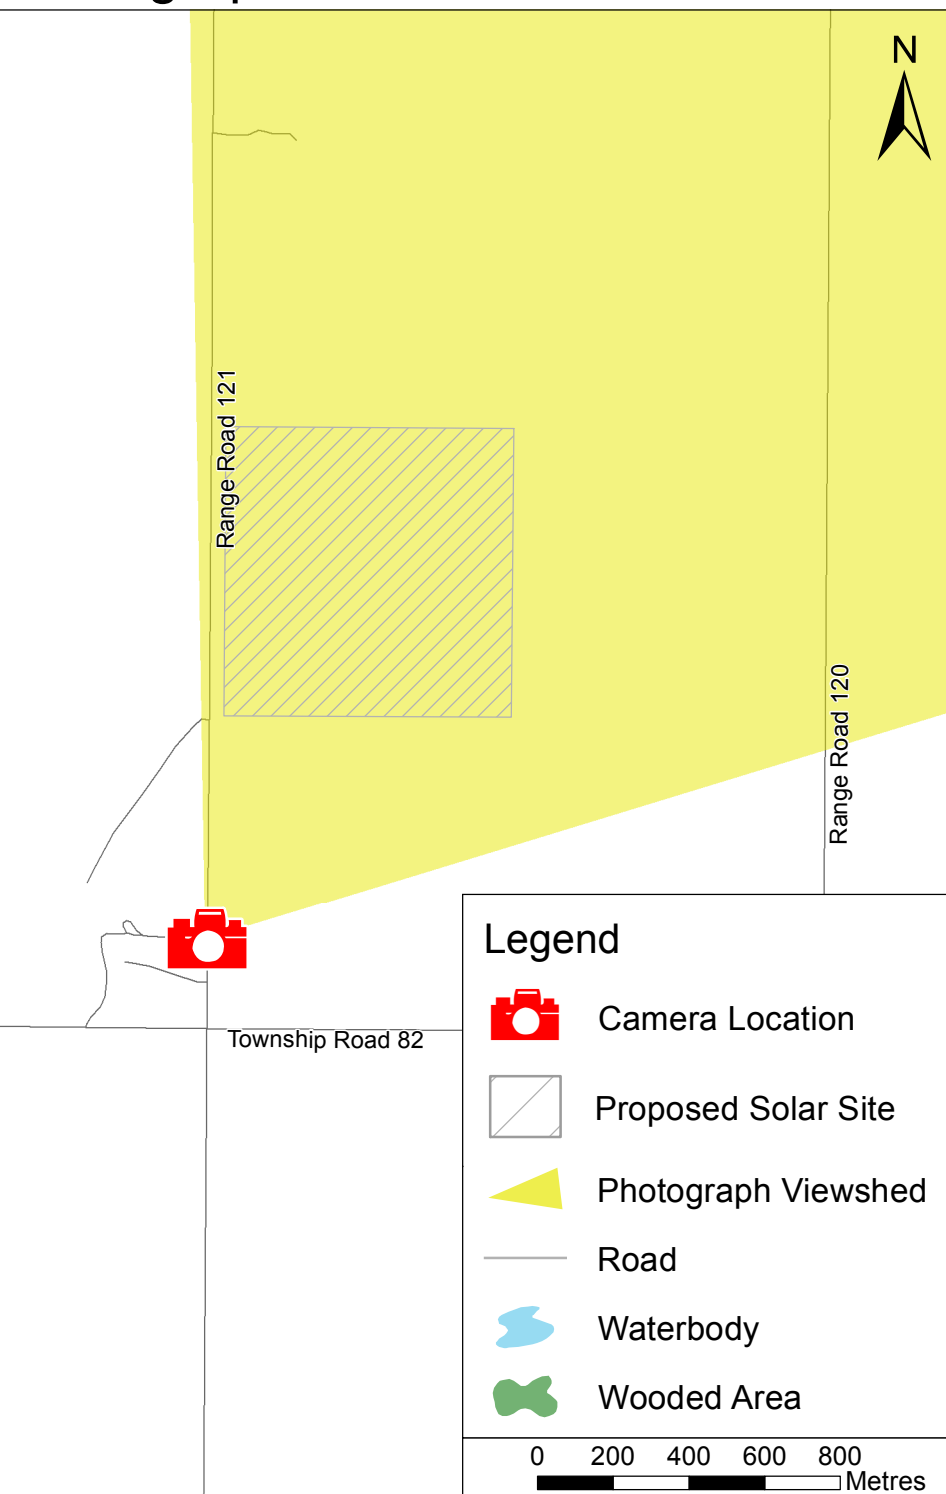 N
Range Road 121
Range Road 120
Township Road 82
Legend
Camera Location
Proposed Solar Site
Photograph Viewshed
Road
Waterbody
Wooded Area
0 200 400 600 800
Metres